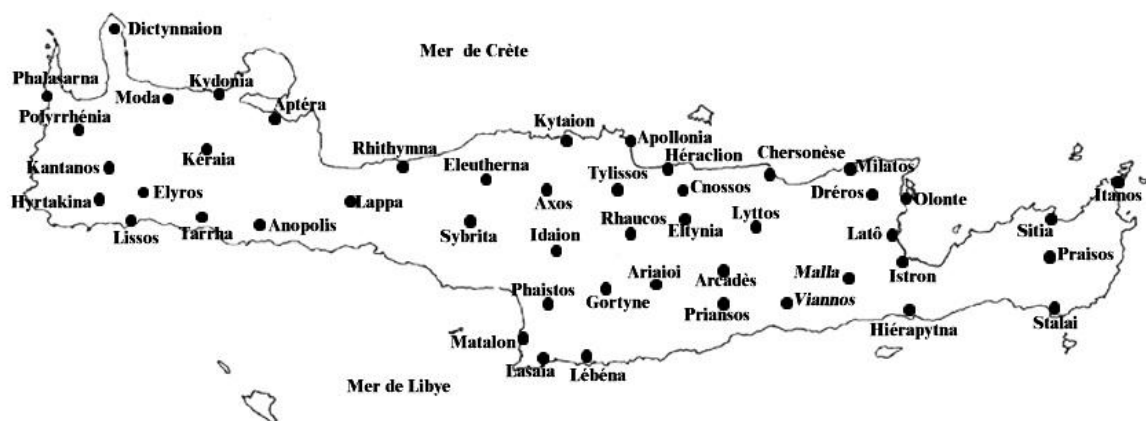 Dictynnaion
Mer de Crète
Phalasarna
Kydonia
Moda
Aptéra
Polyrrhénia
Kytaion
Apollonia
Kéraia
Rhithymna
Héraclion
Chersonèse
Milatos
Kantanos
Eleutherna
Tylissos
Cnossos
Dréros
Itanos
Hyrtakina
Elyros
Lappa
Axos
Olonte
Lissos
Tarrha
Anopolis
Sybrita
Rhaucos
Eltynia
Lyttos
Latô
Sitia
Idaion
Praisos
Istron
Ariaioi
Arcadès
Malla
Phaistos
Gortyne
Priansos
Viannos
Hiérapytna
Stalai
Matalon
Lasaia
Lébéna
Mer de Libye